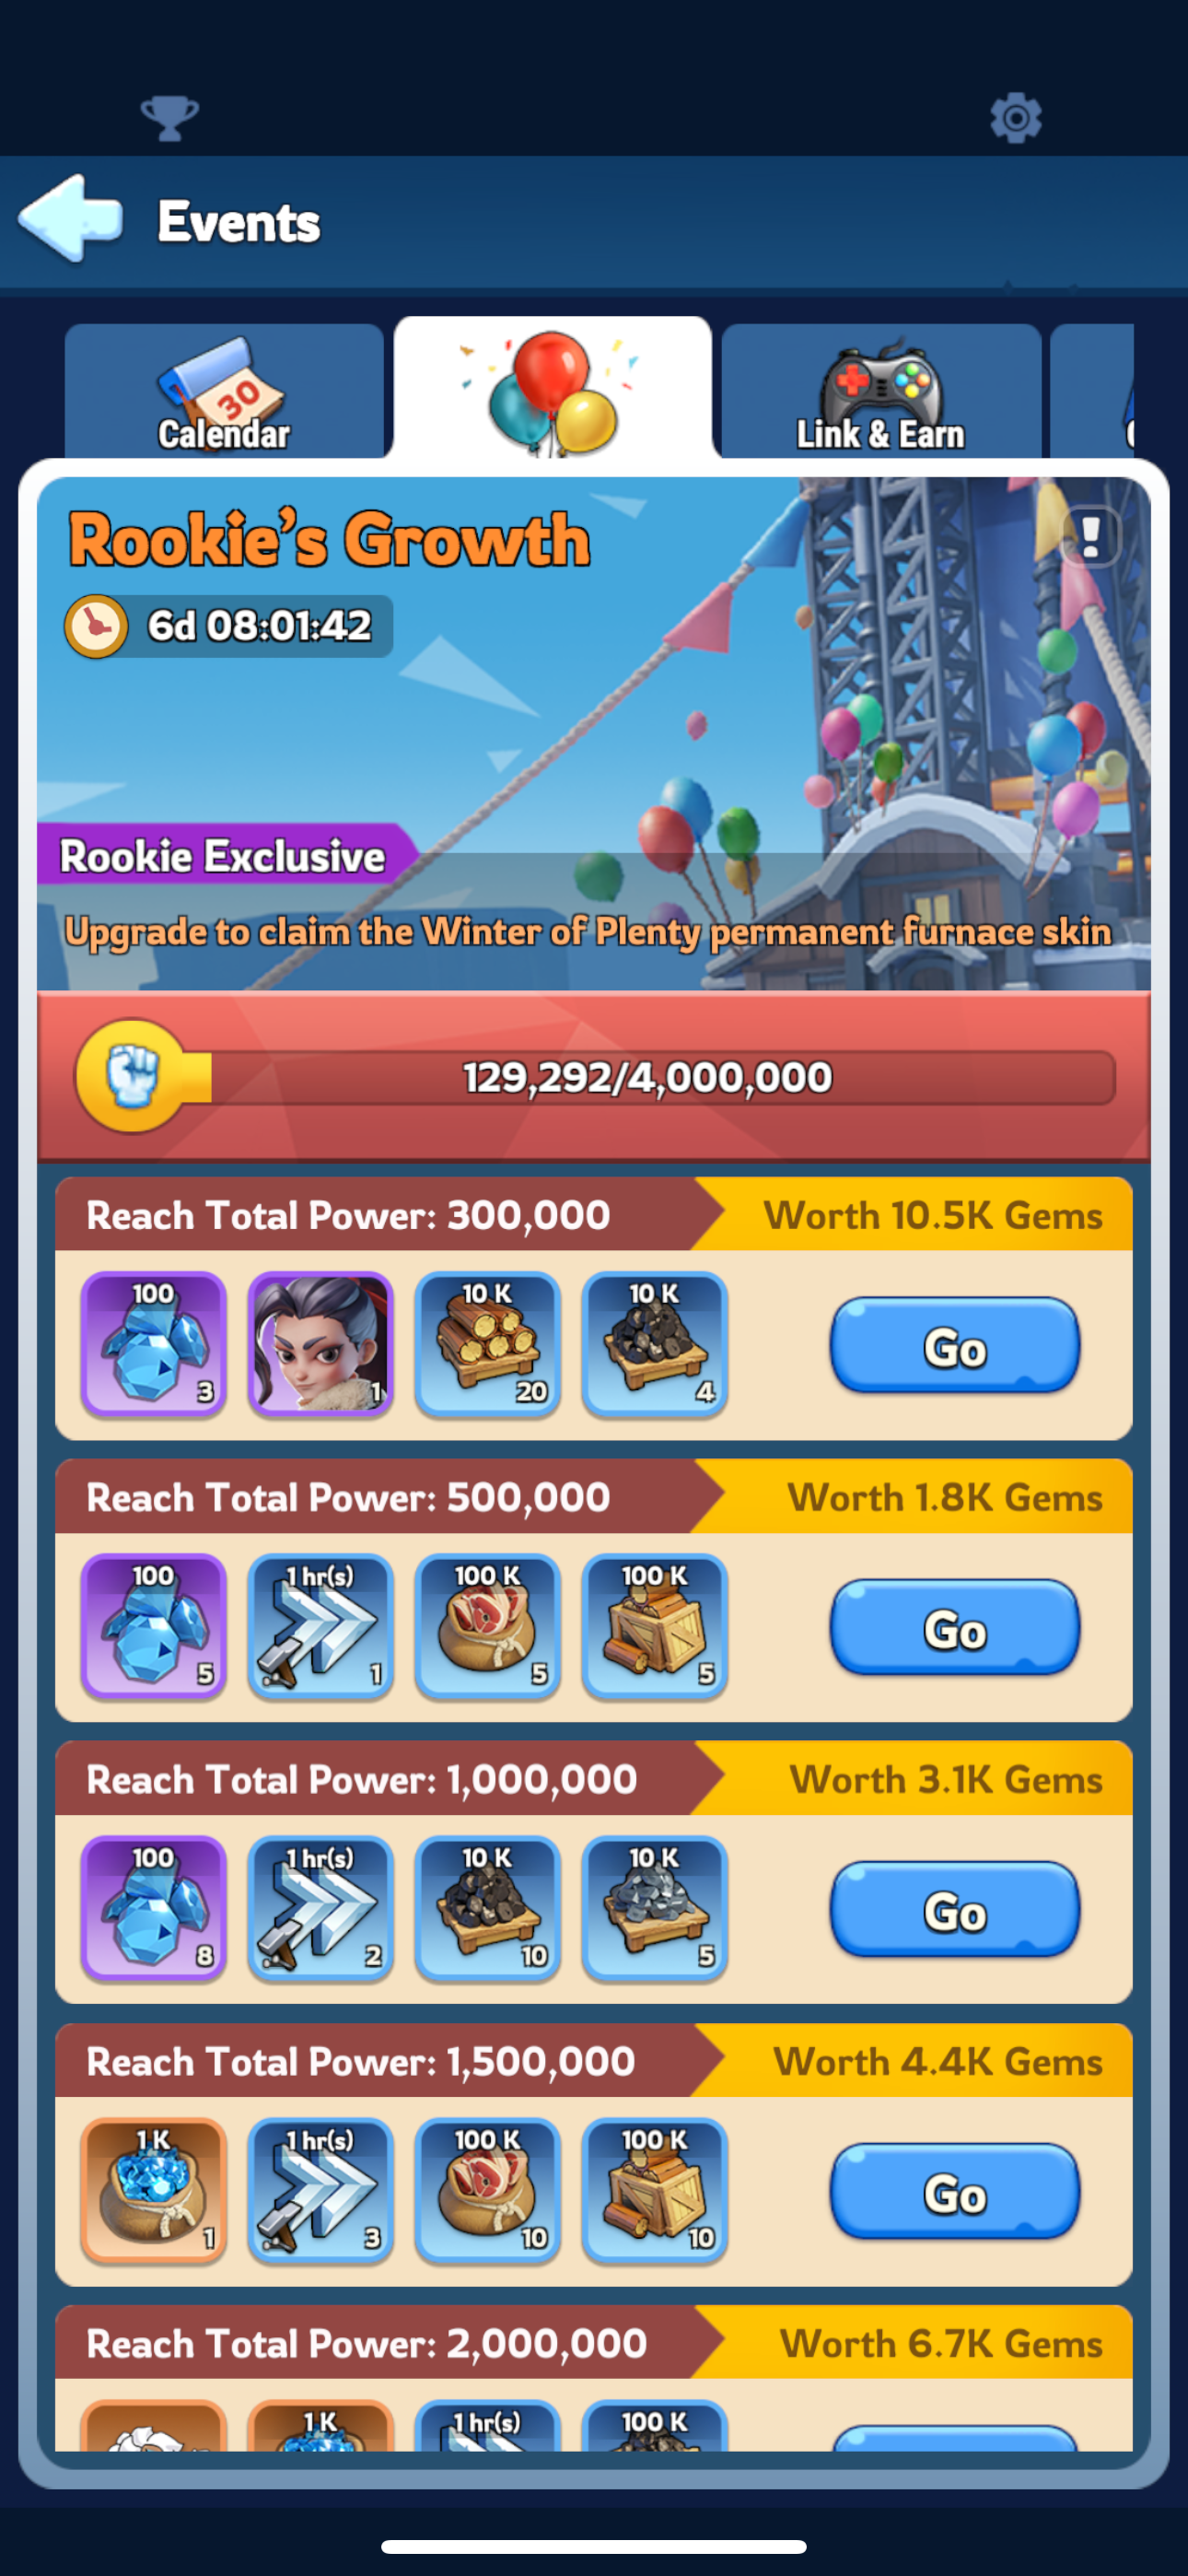 Events
30
Calendar
Link & Earn
Rookie's Growth
6d 08:01:42
Rookie Exclusive
Upgrade to claim the Winter of Plenty permanent furnace skin
129,292/4,000,000
Reach Total Power: 300,000 Worth 10.5K Gems
100 10 K 10 K
3 1 20 4
Go
Reach Total Power: 500,000 Worth 1.8K Gems
100 1 hr(s) 100 K 100 K
5 1 5 5
Go
Reach Total Power: 1,000,000 Worth 3.1K Gems
100 1 hr(s) 10 K 10 K
8 2 10 5
Go
Reach Total Power: 1,500,000 Worth 4.4K Gems
1 K 1 hr(s) 100 K 100 K
1 3 10 10
Go
Reach Total Power: 2,000,000 Worth 6.7K Gems
1 K 1 hr(s) 100 K